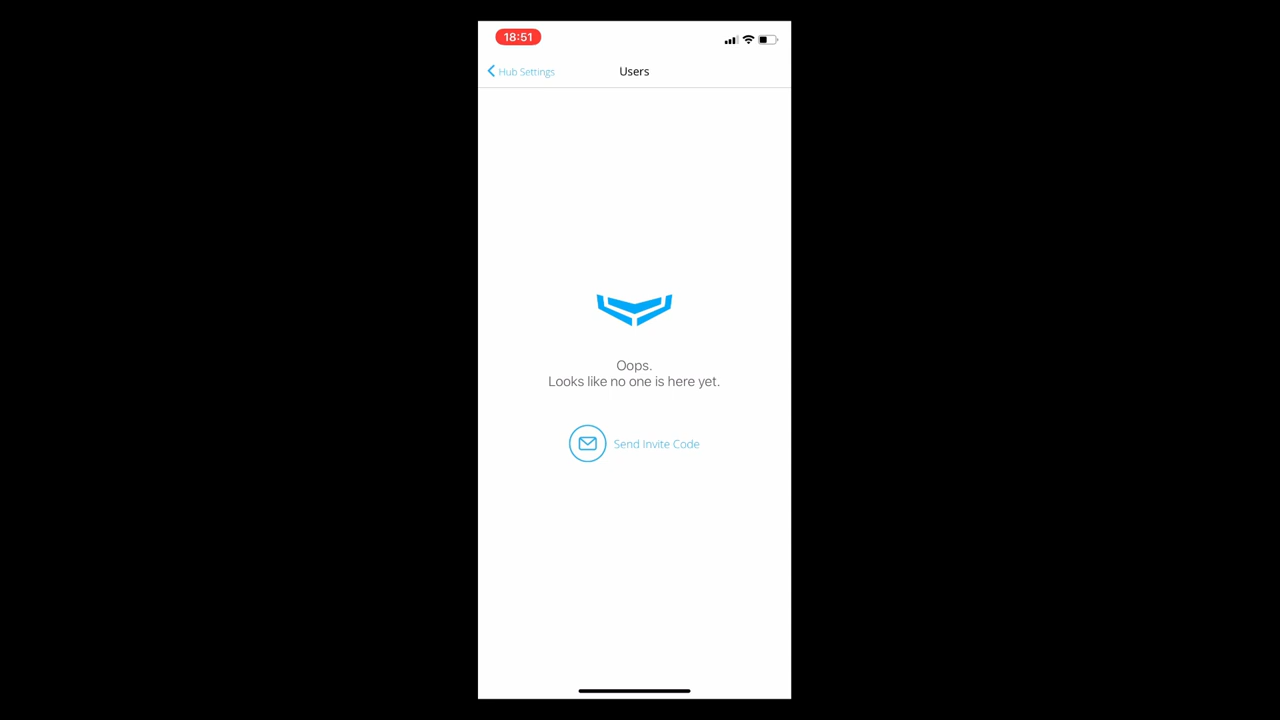 18:51
Hub Settings
Users
Oops.
Looks like no one is here yet.
Send Invite Code